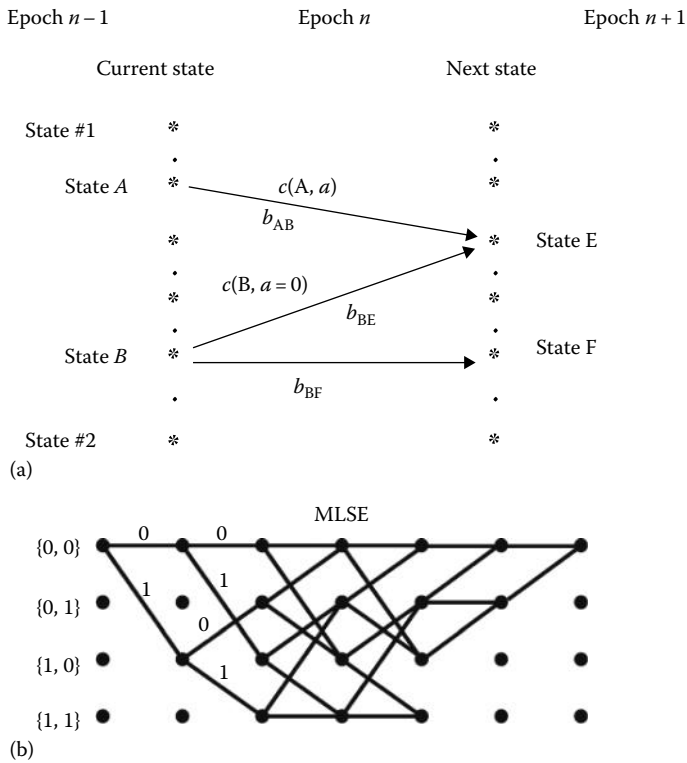 Epoch n – 1 Epoch n Epoch n + 1
Current state Next state
State #1
State A
c(A, a)
b_AB
State E
c(B, a = 0)
b_BE
State B
State F
b_BF
State #2
(a)
MLSE
{0, 0} 0 0
1 1
{0, 1}
0
{1, 0}
1
{1, 1}
(b)